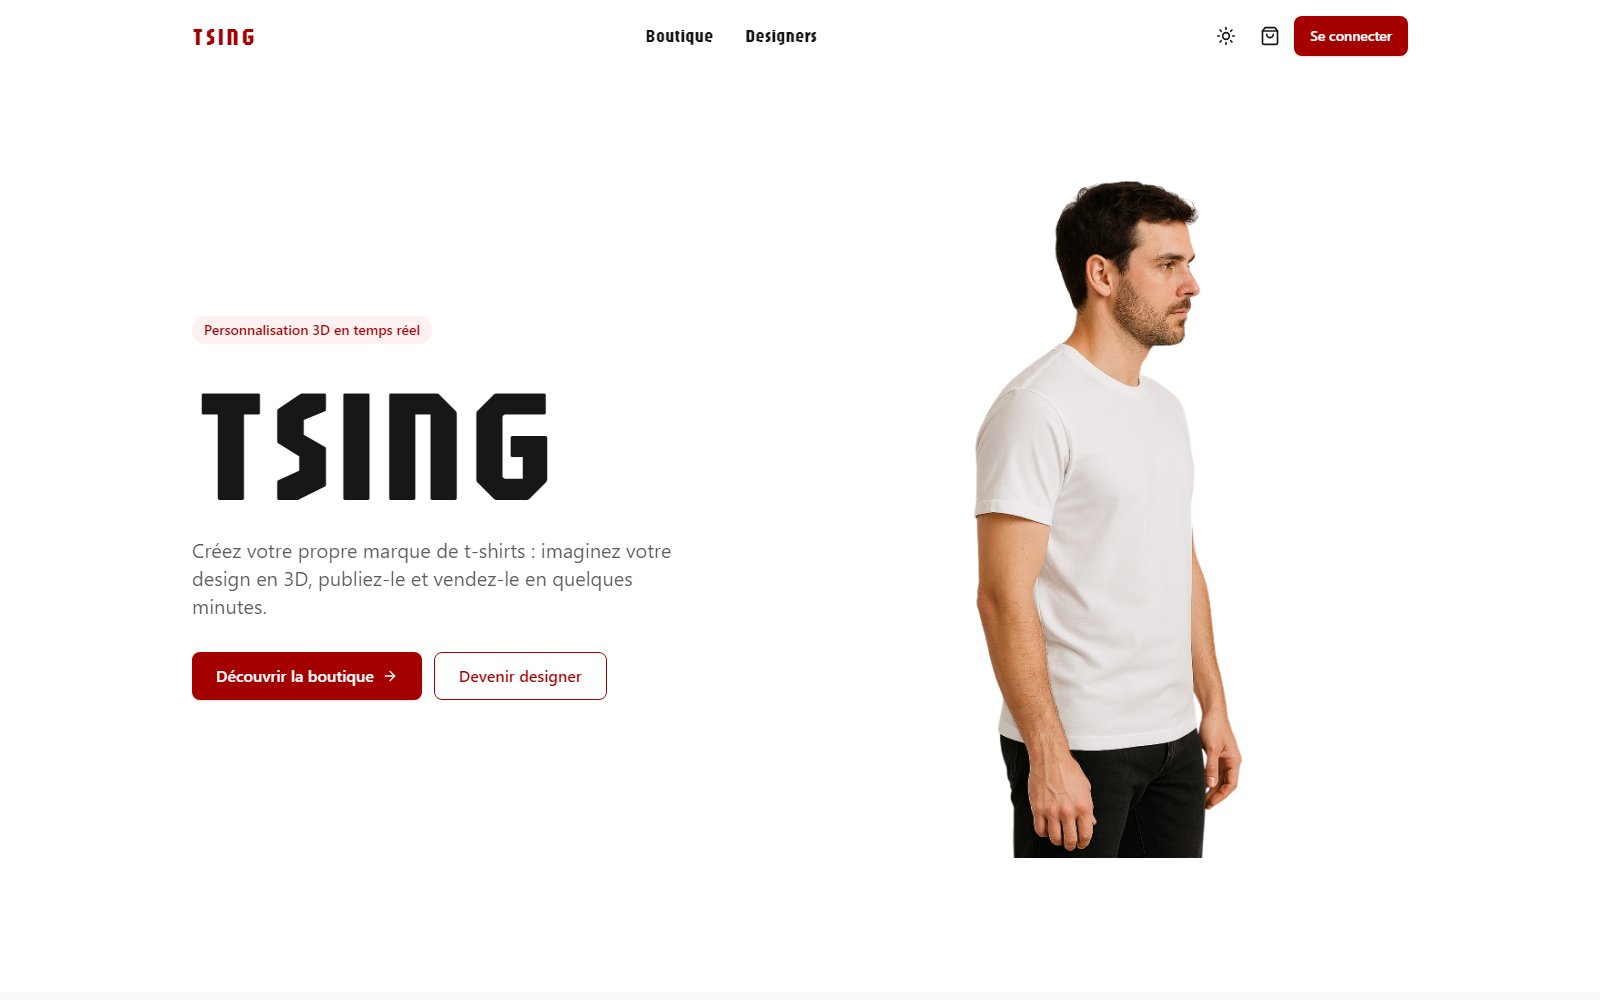 TSING
Boutique
Designers
Se connecter
Personnalisation 3D en temps réel
TSING
Créez votre propre marque de t-shirts : imaginez votre
design en 3D, publiez-le et vendez-le en quelques
minutes.
Découvrir la boutique →
Devenir designer